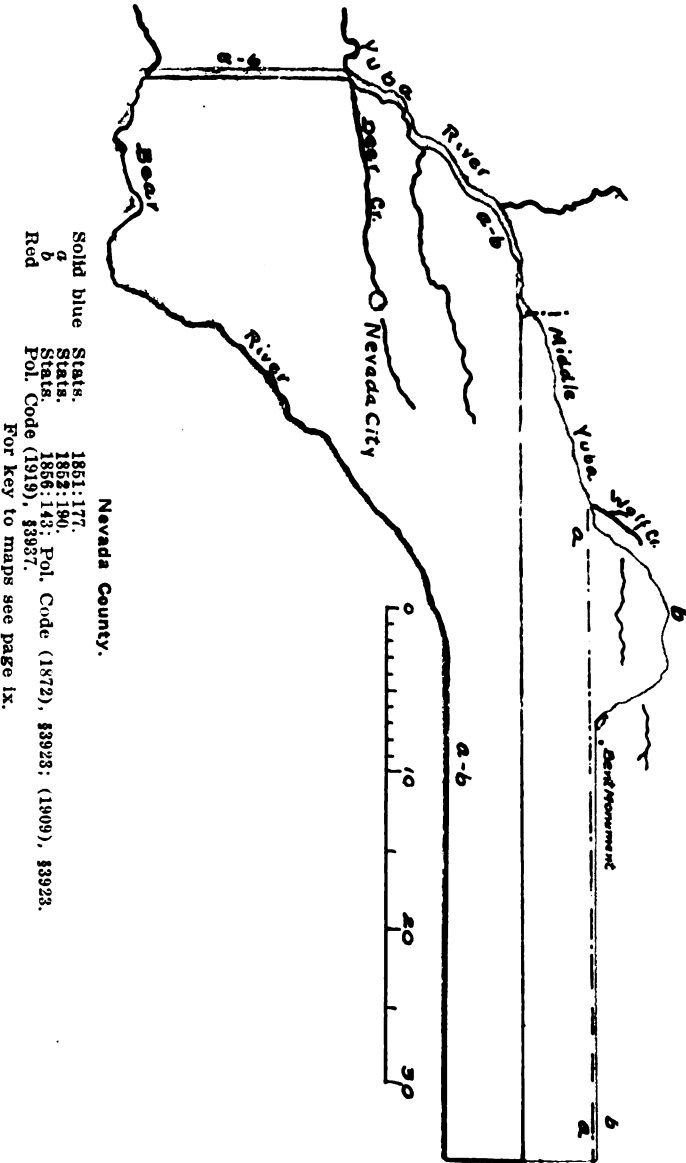 a-b
Yuba
River
a-b
Deer Cr.
Bear
River
Nevada City
Middle Yuba
Wolf Cr.
a
b
Bent Monument
a-b
b
a
0 10 20 30
Nevada County.
Solid blue Stats. 1851:177.
a Stats. 1852:190.
b Stats. 1856:143; Pol. Code (1872), §3923; (1909), §3923.
Red Pol. Code (1919), §3937.
For key to maps see page ix.